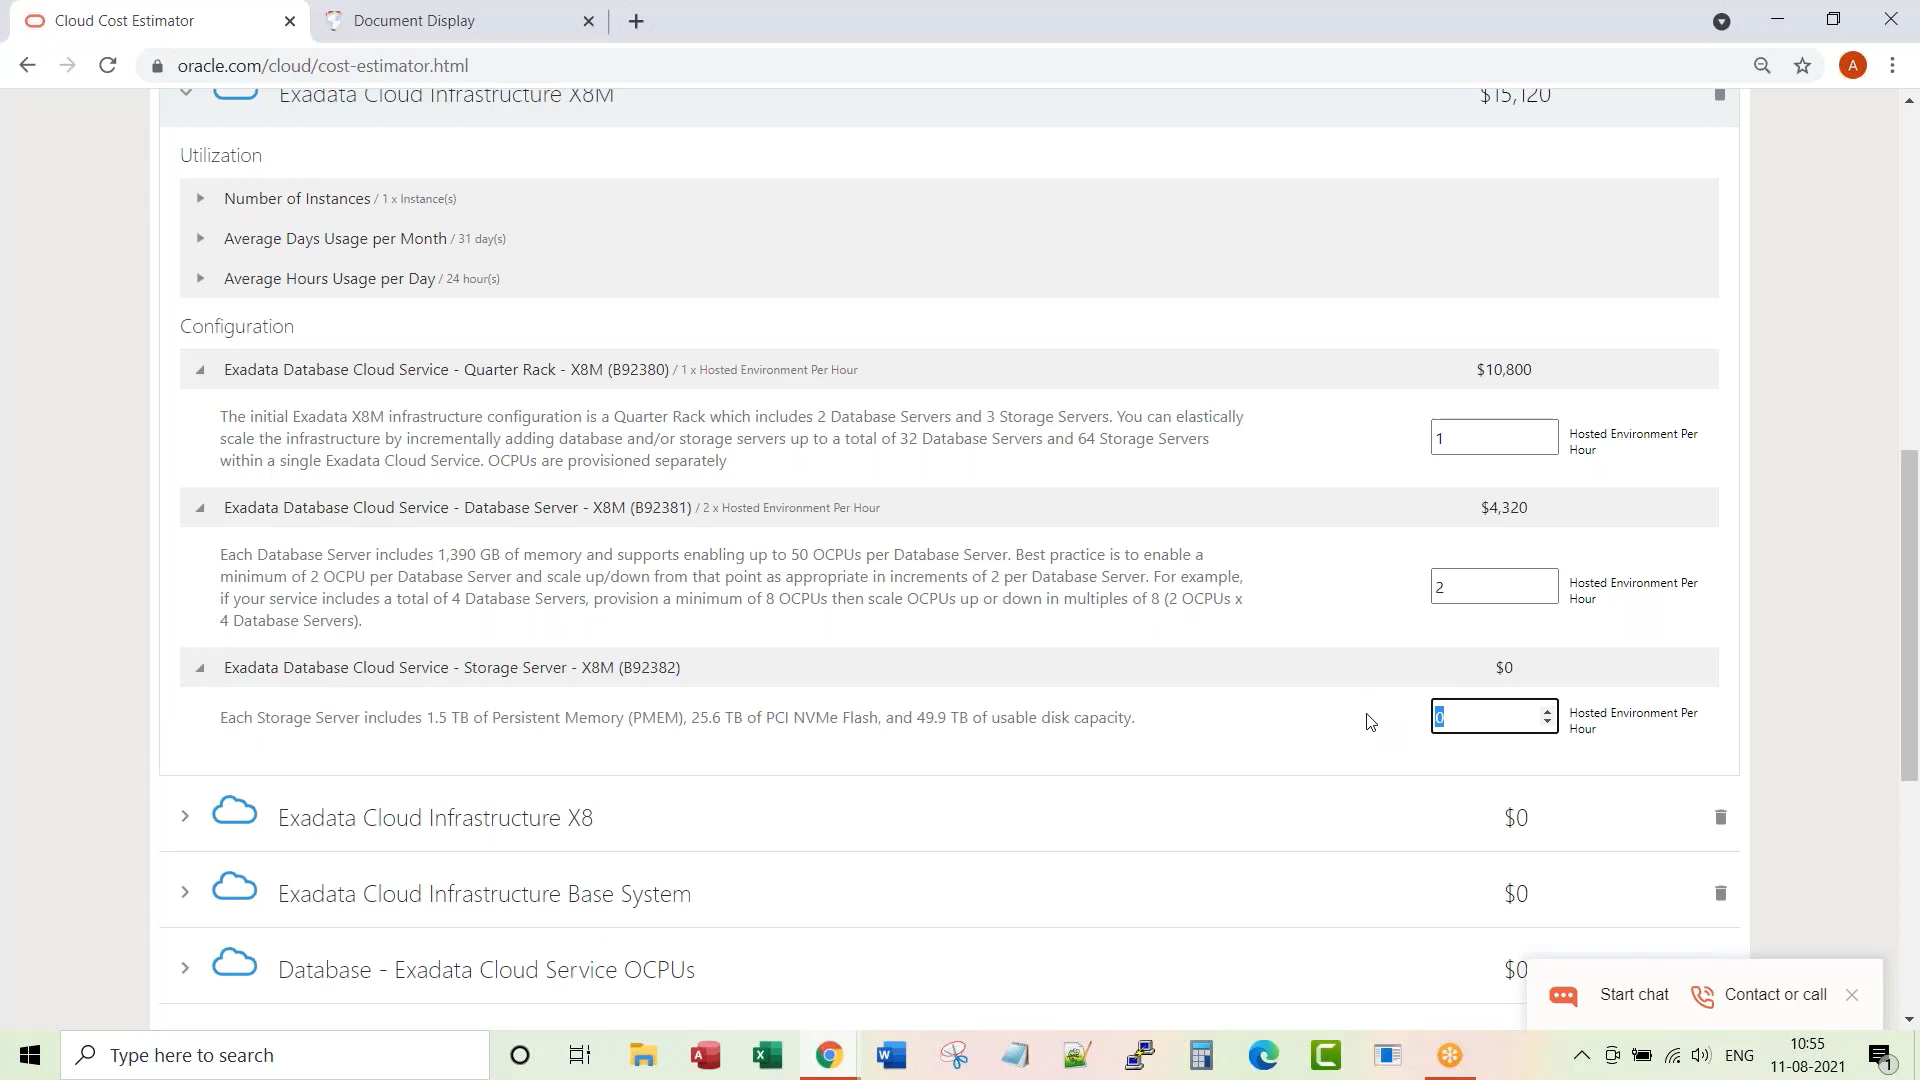 Cloud Cost Estimator
Document Display
oracle.com/cloud/cost-estimator.html
A
Exadata Cloud Infrastructure X8M
$15,120
Utilization
Number of Instances / 1 x Instance(s)
Average Days Usage per Month / 31 day(s)
Average Hours Usage per Day / 24 hour(s)
Configuration
Exadata Database Cloud Service - Quarter Rack - X8M (B92380) / 1 x Hosted Environment Per Hour
$10,800
The initial Exadata X8M infrastructure configuration is a Quarter Rack which includes 2 Database Servers and 3 Storage Servers. You can elastically
scale the infrastructure by incrementally adding database and/or storage servers up to a total of 32 Database Servers and 64 Storage Servers
within a single Exadata Cloud Service. OCPUs are provisioned separately
1
Hosted Environment Per
Hour
Exadata Database Cloud Service - Database Server - X8M (B92381) / 2 x Hosted Environment Per Hour
$4,320
Each Database Server includes 1,390 GB of memory and supports enabling up to 50 OCPUs per Database Server. Best practice is to enable a
minimum of 2 OCPU per Database Server and scale up/down from that point as appropriate in increments of 2 per Database Server. For example,
if your service includes a total of 4 Database Servers, provision a minimum of 8 OCPUs then scale OCPUs up or down in multiples of 8 (2 OCPUs x
4 Database Servers).
2
Hosted Environment Per
Hour
Exadata Database Cloud Service - Storage Server - X8M (B92382)
$0
Each Storage Server includes 1.5 TB of Persistent Memory (PMEM), 25.6 TB of PCI NVMe Flash, and 49.9 TB of usable disk capacity.
0
Hosted Environment Per
Hour
Exadata Cloud Infrastructure X8
$0
Exadata Cloud Infrastructure Base System
$0
Database - Exadata Cloud Service OCPUs
$0
Start chat
Contact or call
Type here to search
ENG
10:55
11-08-2021
1